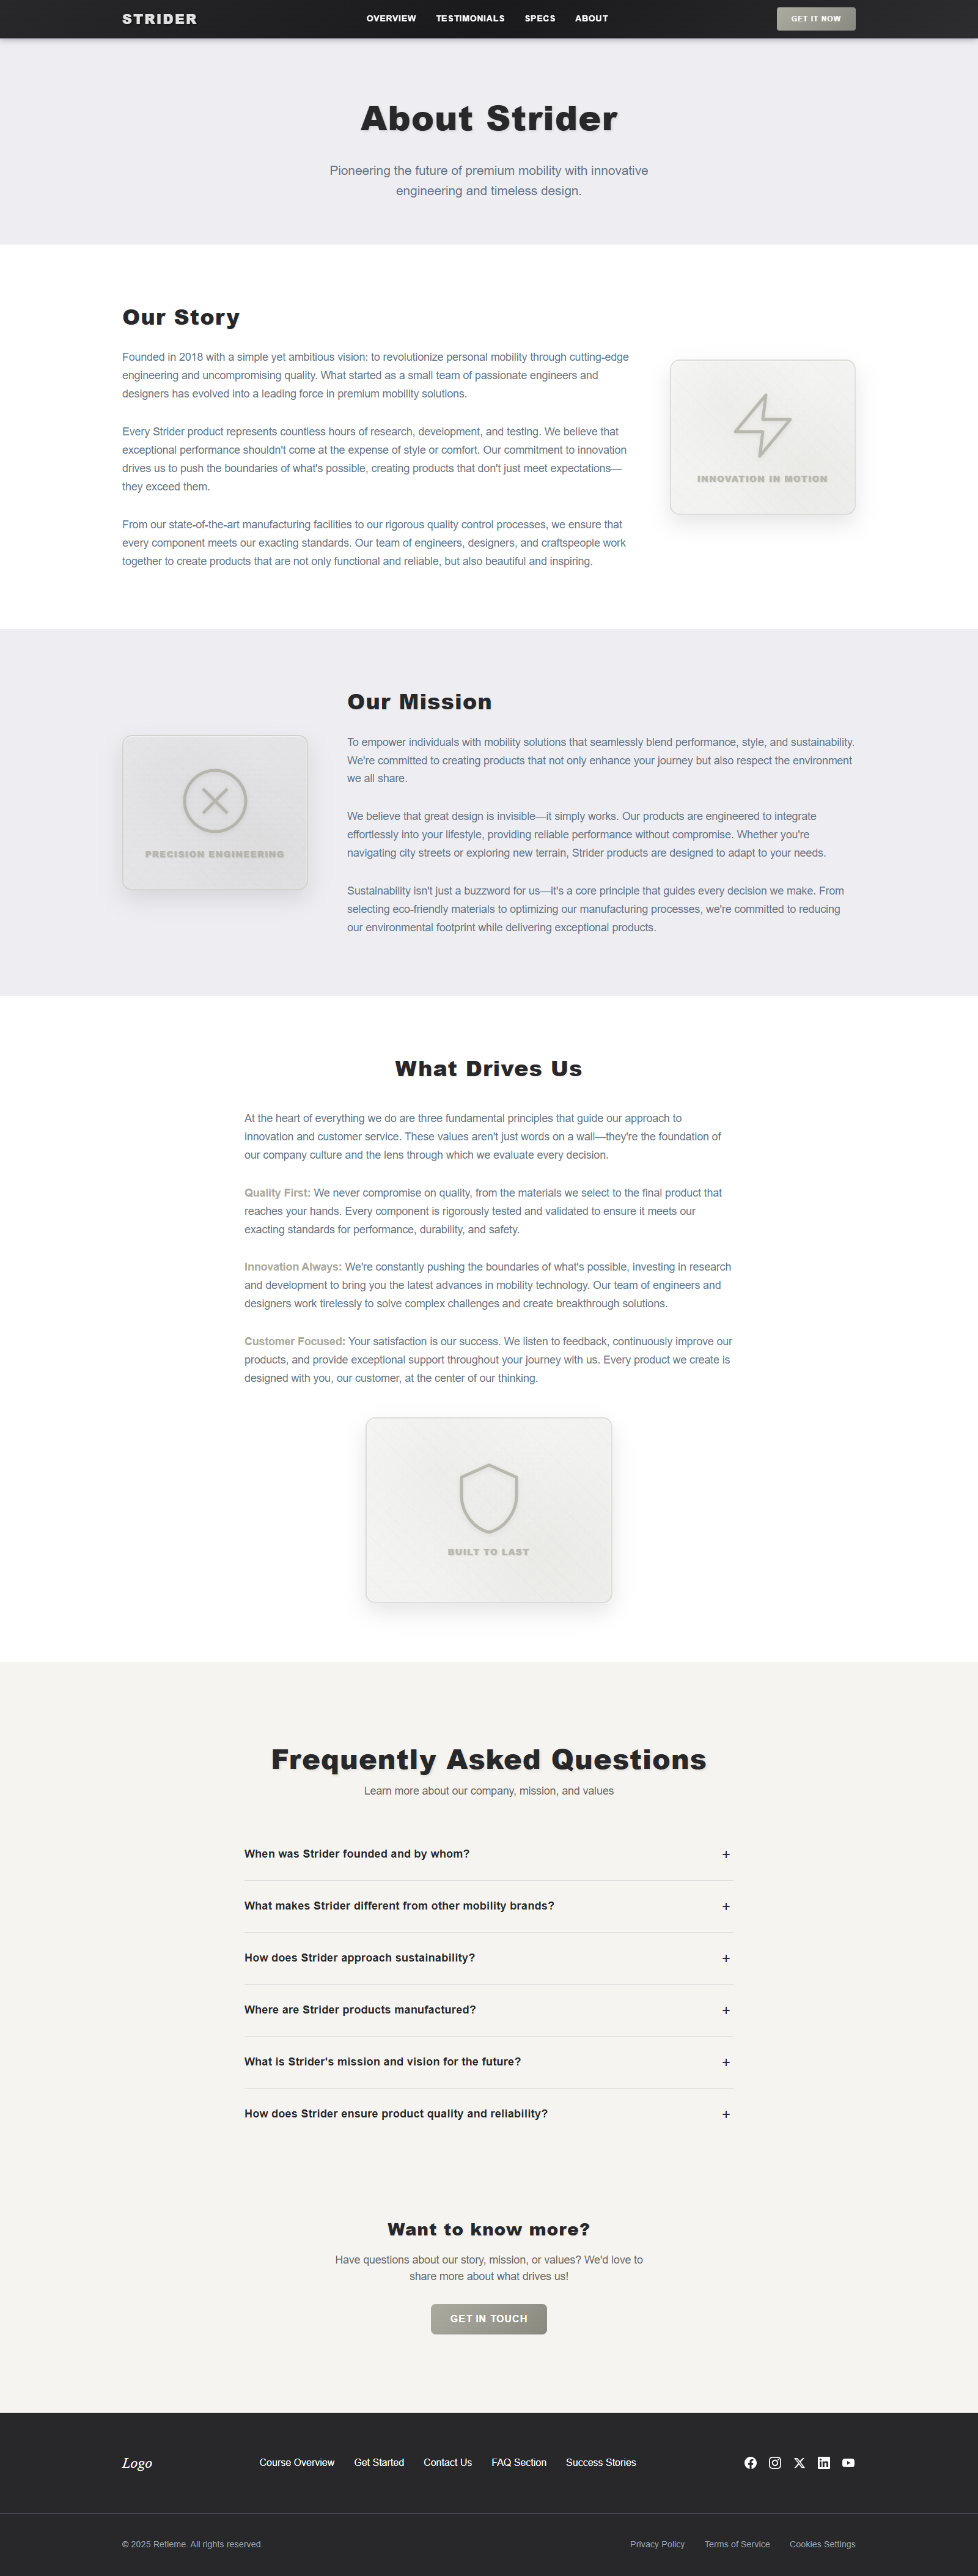 STRIDER
OVERVIEW
TESTIMONIALS
SPECS
ABOUT
GET IT NOW
About Strider
Pioneering the future of premium mobility with innovative
engineering and timeless design.
Our Story
Founded in 2018 with a simple yet ambitious vision: to revolutionize personal mobility through cutting-edge
engineering and uncompromising quality. What started as a small team of passionate engineers and
designers has evolved into a leading force in premium mobility solutions.
Every Strider product represents countless hours of research, development, and testing. We believe that
exceptional performance shouldn't come at the expense of style or comfort. Our commitment to innovation
drives us to push the boundaries of what's possible, creating products that don't just meet expectations—
they exceed them.
From our state-of-the-art manufacturing facilities to our rigorous quality control processes, we ensure that
every component meets our exacting standards. Our team of engineers, designers, and craftspeople work
together to create products that are not only functional and reliable, but also beautiful and inspiring.
INNOVATION IN MOTION
PRECISION ENGINEERING
Our Mission
To empower individuals with mobility solutions that seamlessly blend performance, style, and sustainability.
We're committed to creating products that not only enhance your journey but also respect the environment
we all share.
We believe that great design is invisible—it simply works. Our products are engineered to integrate
effortlessly into your lifestyle, providing reliable performance without compromise. Whether you're
navigating city streets or exploring new terrain, Strider products are designed to adapt to your needs.
Sustainability isn't just a buzzword for us—it's a core principle that guides every decision we make. From
selecting eco-friendly materials to optimizing our manufacturing processes, we're committed to reducing
our environmental footprint while delivering exceptional products.
What Drives Us
At the heart of everything we do are three fundamental principles that guide our approach to
innovation and customer service. These values aren't just words on a wall—they're the foundation of
our company culture and the lens through which we evaluate every decision.
Quality First: We never compromise on quality, from the materials we select to the final product that
reaches your hands. Every component is rigorously tested and validated to ensure it meets our
exacting standards for performance, durability, and safety.
Innovation Always: We're constantly pushing the boundaries of what's possible, investing in research
and development to bring you the latest advances in mobility technology. Our team of engineers and
designers work tirelessly to solve complex challenges and create breakthrough solutions.
Customer Focused: Your satisfaction is our success. We listen to feedback, continuously improve our
products, and provide exceptional support throughout your journey with us. Every product we create is
designed with you, our customer, at the center of our thinking.
BUILT TO LAST
Frequently Asked Questions
Learn more about our company, mission, and values
When was Strider founded and by whom? +
What makes Strider different from other mobility brands? +
How does Strider approach sustainability? +
Where are Strider products manufactured? +
What is Strider's mission and vision for the future? +
How does Strider ensure product quality and reliability? +
Want to know more?
Have questions about our story, mission, or values? We'd love to
share more about what drives us!
GET IN TOUCH
Logo
Course Overview
Get Started
Contact Us
FAQ Section
Success Stories
© 2025 Retleme. All rights reserved.
Privacy Policy
Terms of Service
Cookies Settings